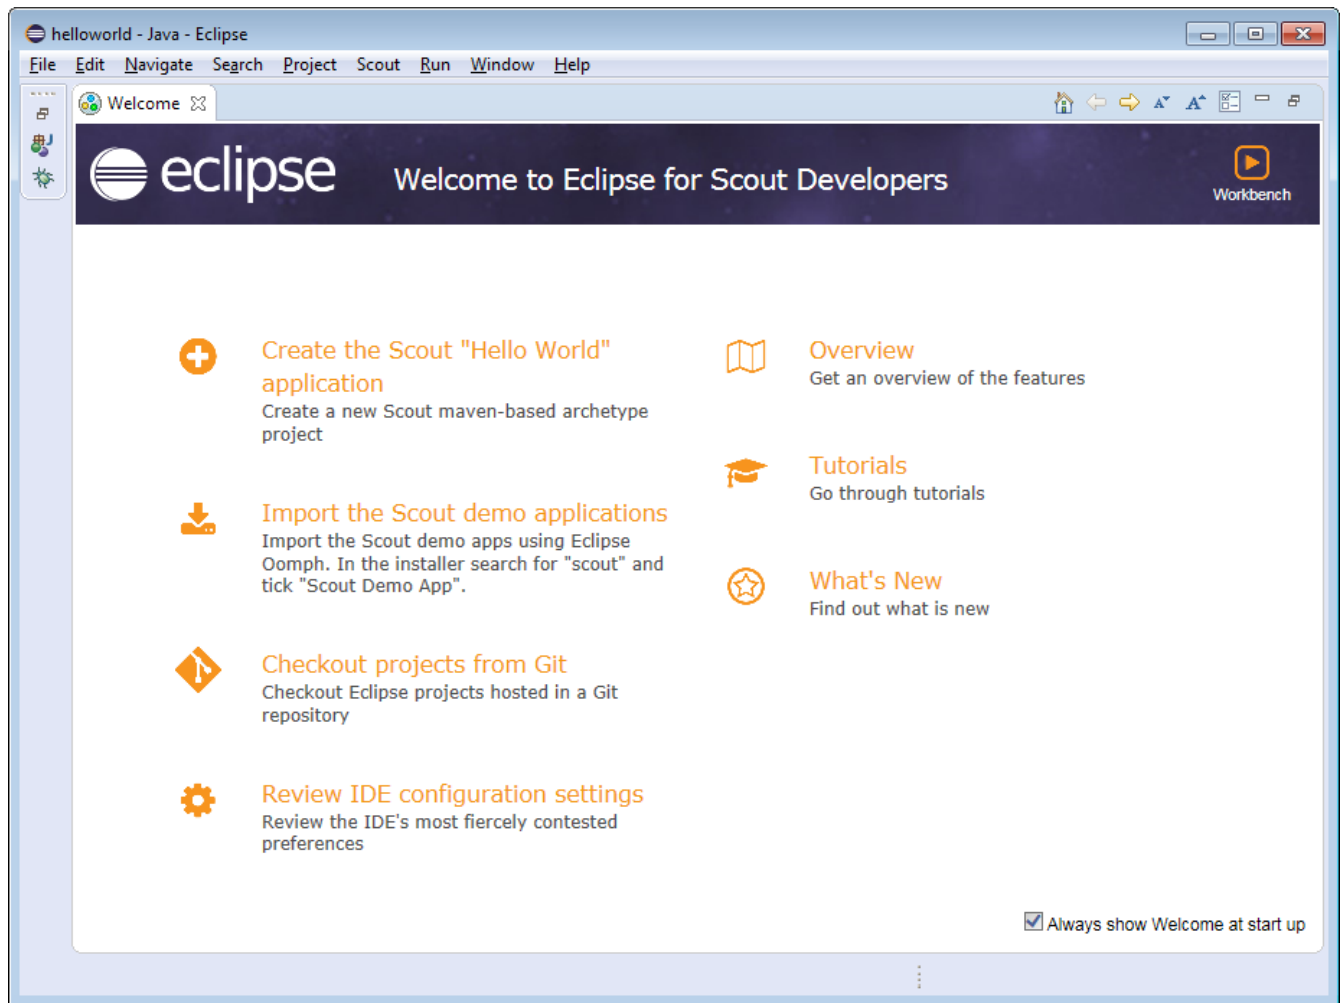 helloworld - Java - Eclipse
File Edit Navigate Search Project Scout Run Window Help
Welcome
eclipse
Welcome to Eclipse for Scout Developers
Workbench
Create the Scout "Hello World"
application
Create a new Scout maven-based archetype
project
Import the Scout demo applications
Import the Scout demo apps using Eclipse
Oomph. In the installer search for "scout" and
tick "Scout Demo App".
Checkout projects from Git
Checkout Eclipse projects hosted in a Git
repository
Review IDE configuration settings
Review the IDE's most fiercely contested
preferences
Overview
Get an overview of the features
Tutorials
Go through tutorials
What's New
Find out what is new
Always show Welcome at start up